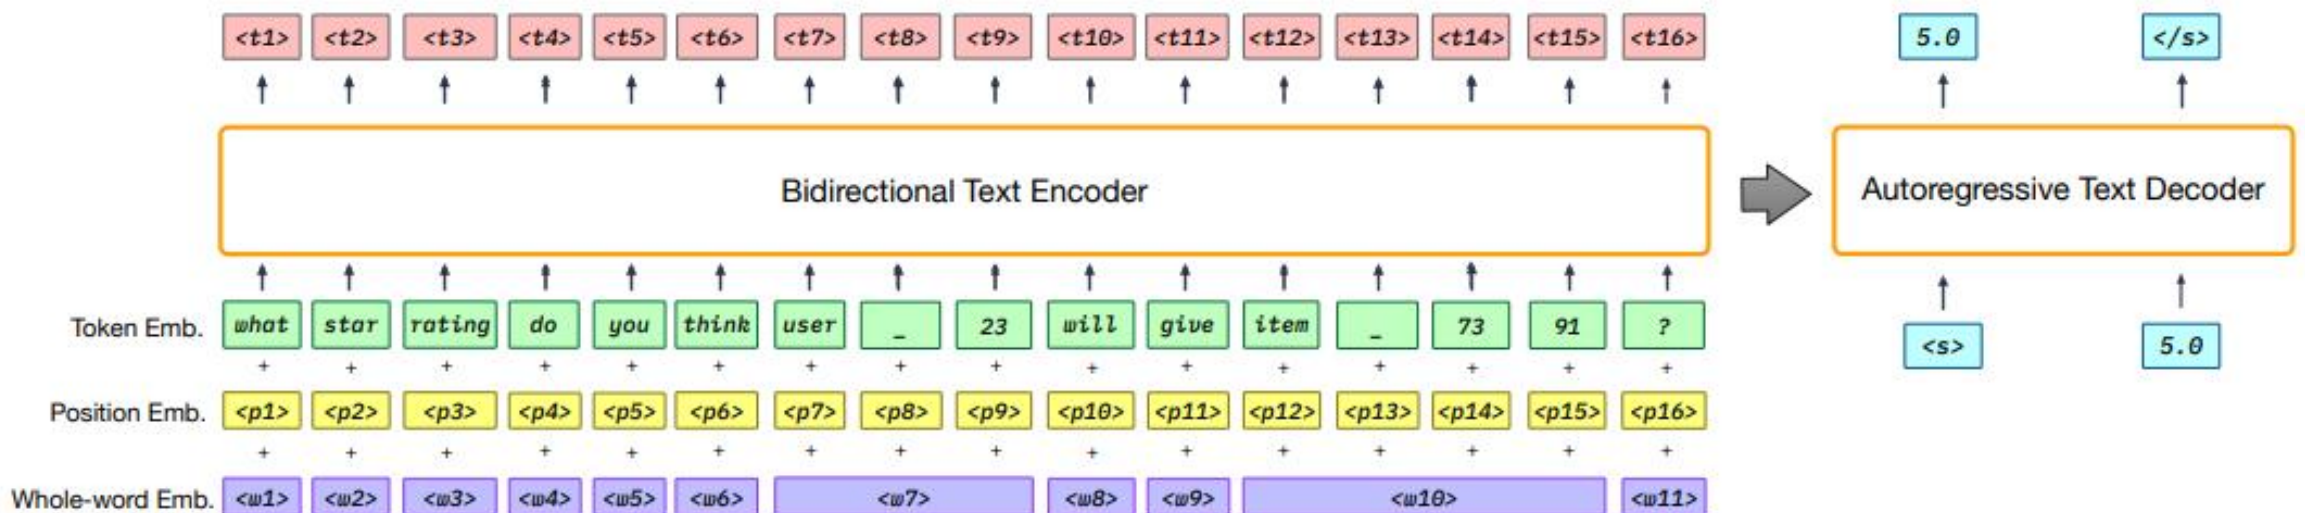 <t1> <t2> <t3> <t4> <t5> <t6> <t7> <t8> <t9> <t10> <t11> <t12> <t13> <t14> <t15> <t16> 5.0 </s>
Bidirectional Text Encoder Autoregressive Text Decoder
Token Emb. what star rating do you think user _ 23 will give item _ 73 91 ? <s> 5.0
+ + + + + + + + + + + + + + + +
Position Emb. <p1> <p2> <p3> <p4> <p5> <p6> <p7> <p8> <p9> <p10> <p11> <p12> <p13> <p14> <p15> <p16>
+ + + + + + + + + + + + + + + +
Whole-word Emb. <w1> <w2> <w3> <w4> <w5> <w6> <w7> <w8> <w9> <w10> <w11>